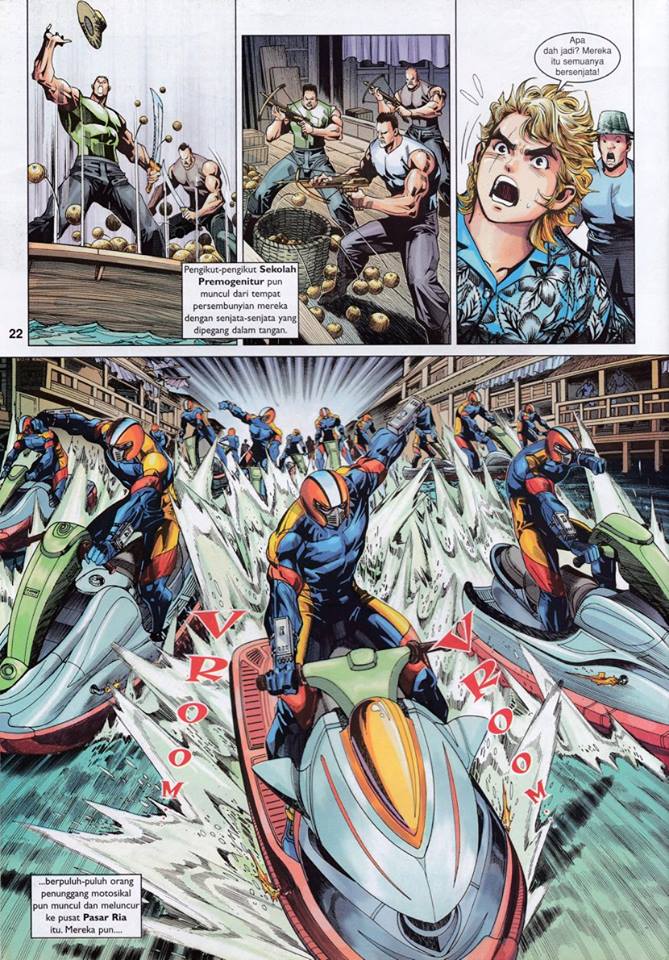 Apa
dah jadi? Mereka
itu semuanya
bersenjata!
Pengikut-pengikut Sekolah
Premogenitur pun
muncul dari tempat
persembunyian mereka
dengan senjata-senjata yang
dipegang dalam tangan.
22
VROOM
VROOM
...berpuluh-puluh orang
penunggang motosikal
pun muncul dan meluncur
ke pusat Pasar Ria
itu. Mereka pun....